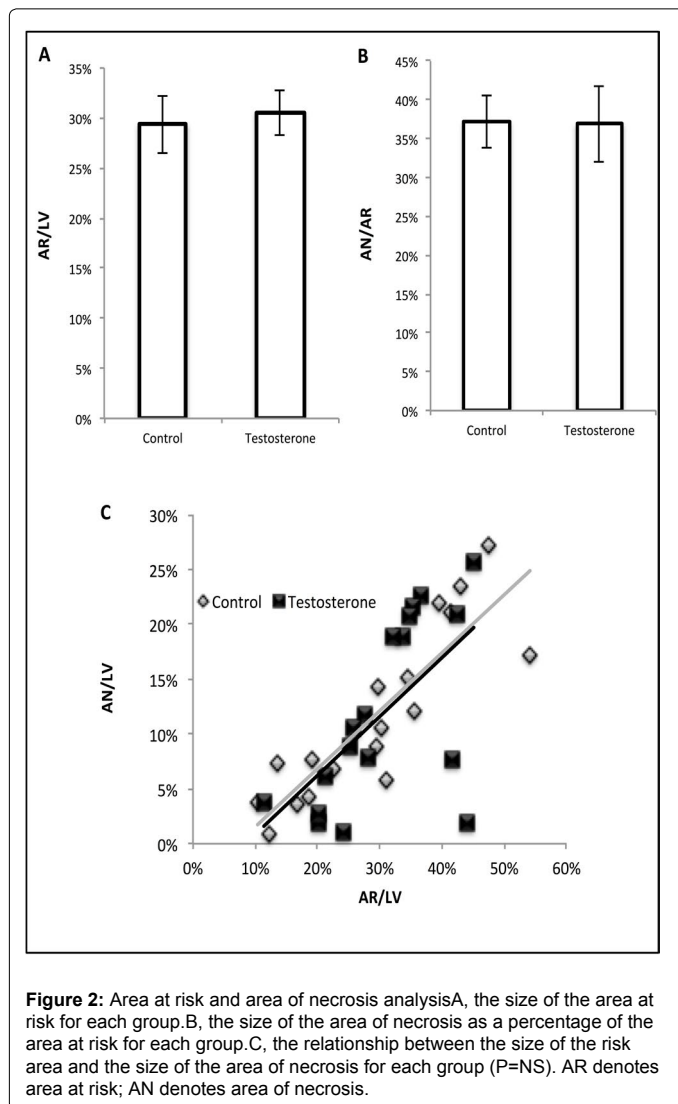 A
35%
30%
25%
20%
15%
10%
5%
0%
AR/LV
Control Testosterone
B
45%
40%
35%
30%
25%
20%
15%
10%
5%
0%
AN/AR
Control Testosterone
C
30%
25%
20%
15%
10%
5%
0%
AN/LV
Control Testosterone
0% 10% 20% 30% 40% 50% 60%
AR/LV
Figure 2: Area at risk and area of necrosis analysisA, the size of the area at
risk for each group.B, the size of the area of necrosis as a percentage of the
area at risk for each group.C, the relationship between the size of the risk
area and the size of the area of necrosis for each group (P=NS). AR denotes
area at risk; AN denotes area of necrosis.